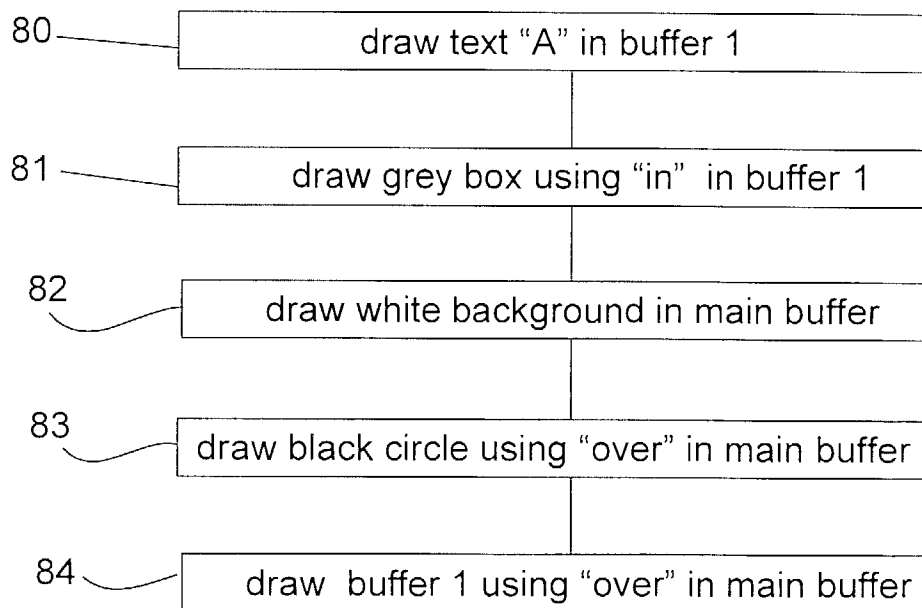 80
draw text “A” in buffer 1
81
draw grey box using “in” in buffer 1
82
draw white background in main buffer
83
draw black circle using “over” in main buffer
84
draw buffer 1 using “over” in main buffer